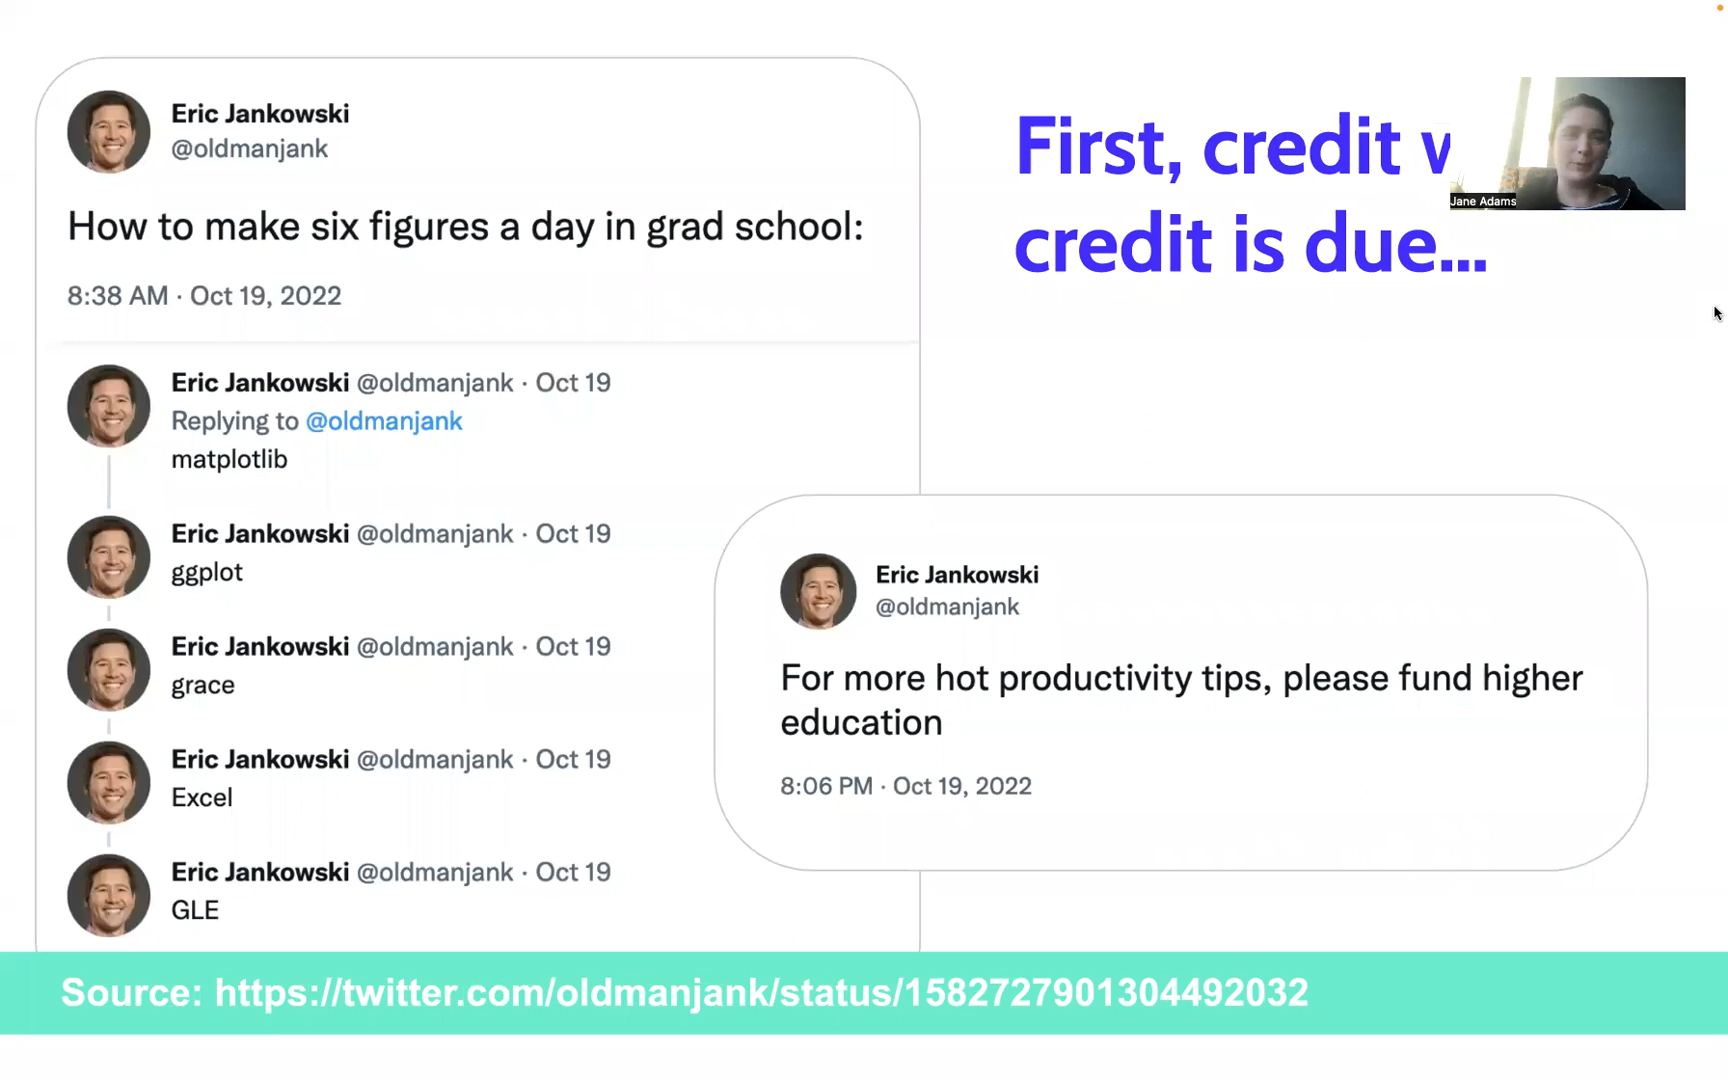 Eric Jankowski
@oldmanjank
How to make six figures a day in grad school:
8:38 AM · Oct 19, 2022
Eric Jankowski @oldmanjank · Oct 19
Replying to @oldmanjank
matplotlib
Eric Jankowski @oldmanjank · Oct 19
ggplot
Eric Jankowski @oldmanjank · Oct 19
grace
Eric Jankowski @oldmanjank · Oct 19
Excel
Eric Jankowski @oldmanjank · Oct 19
GLE
First, credit
credit is due...
Jane Adams
Eric Jankowski
@oldmanjank
For more hot productivity tips, please fund higher
education
8:06 PM · Oct 19, 2022
Source: https://twitter.com/oldmanjank/status/1582727901304492032